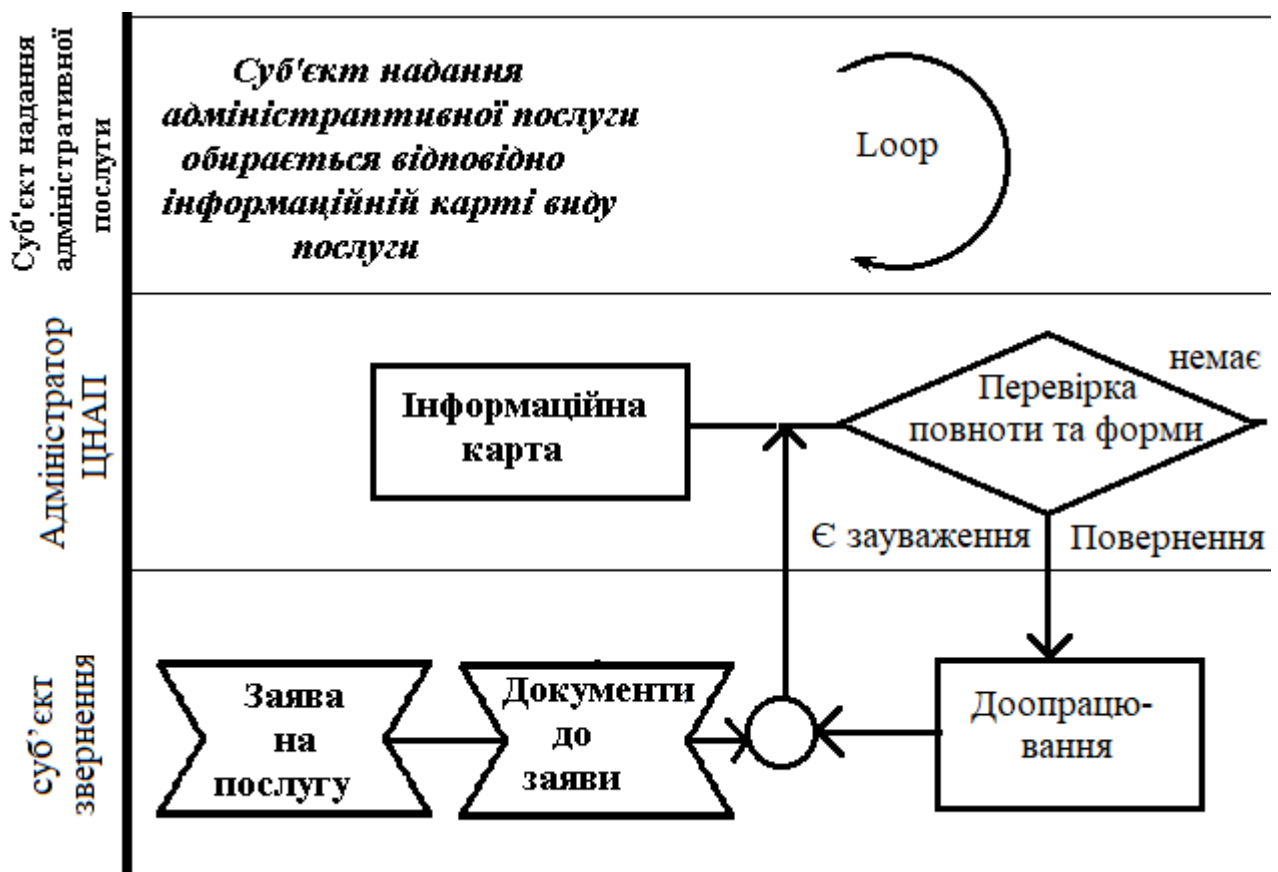 Суб'єкт надання
адміністративної
послуги
Суб'єкт надання
адміністраптивної послуги
обирається відповідно
інформаційній карті виду
послуги
Loop
Адміністратор
ЦНАП
Інформаційна
карта
Перевірка
повноти та форми
немає
Є зауваження
Повернення
суб’єкт
звернення
Заява
на
послугу
Документи
до
заяви
Доопрацю-
вання